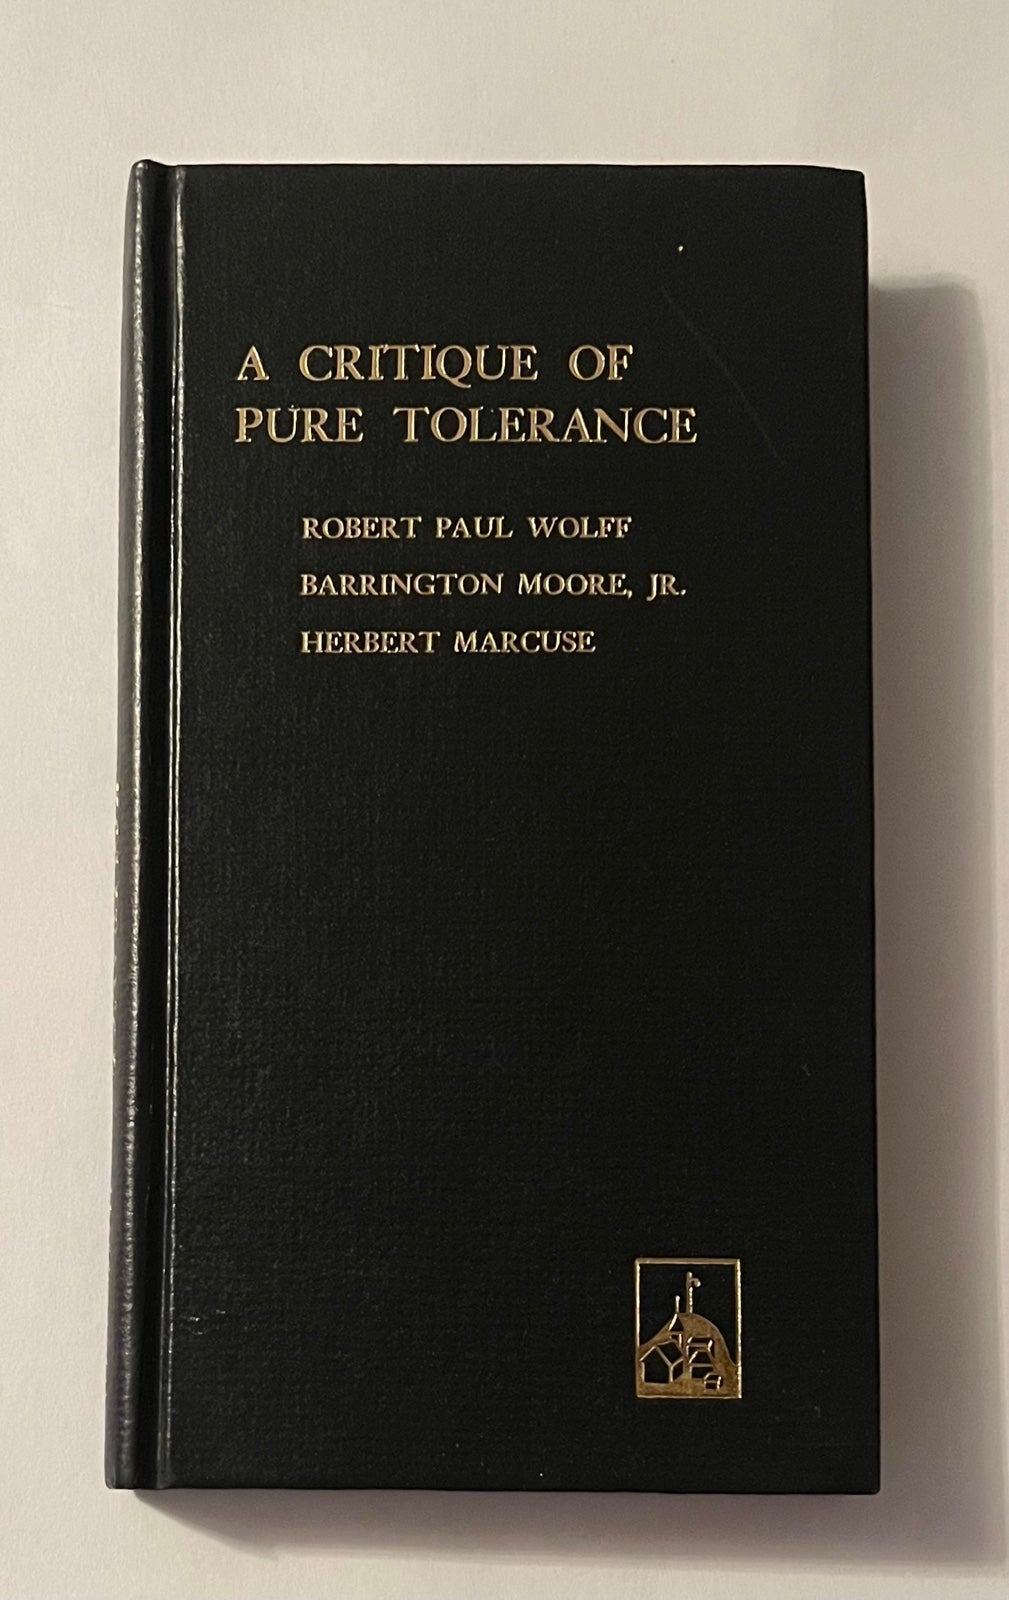 A CRITIQUE OF
PURE TOLERANCE
ROBERT PAUL WOLFF
BARRINGTON MOORE, JR.
HERBERT MARCUSE